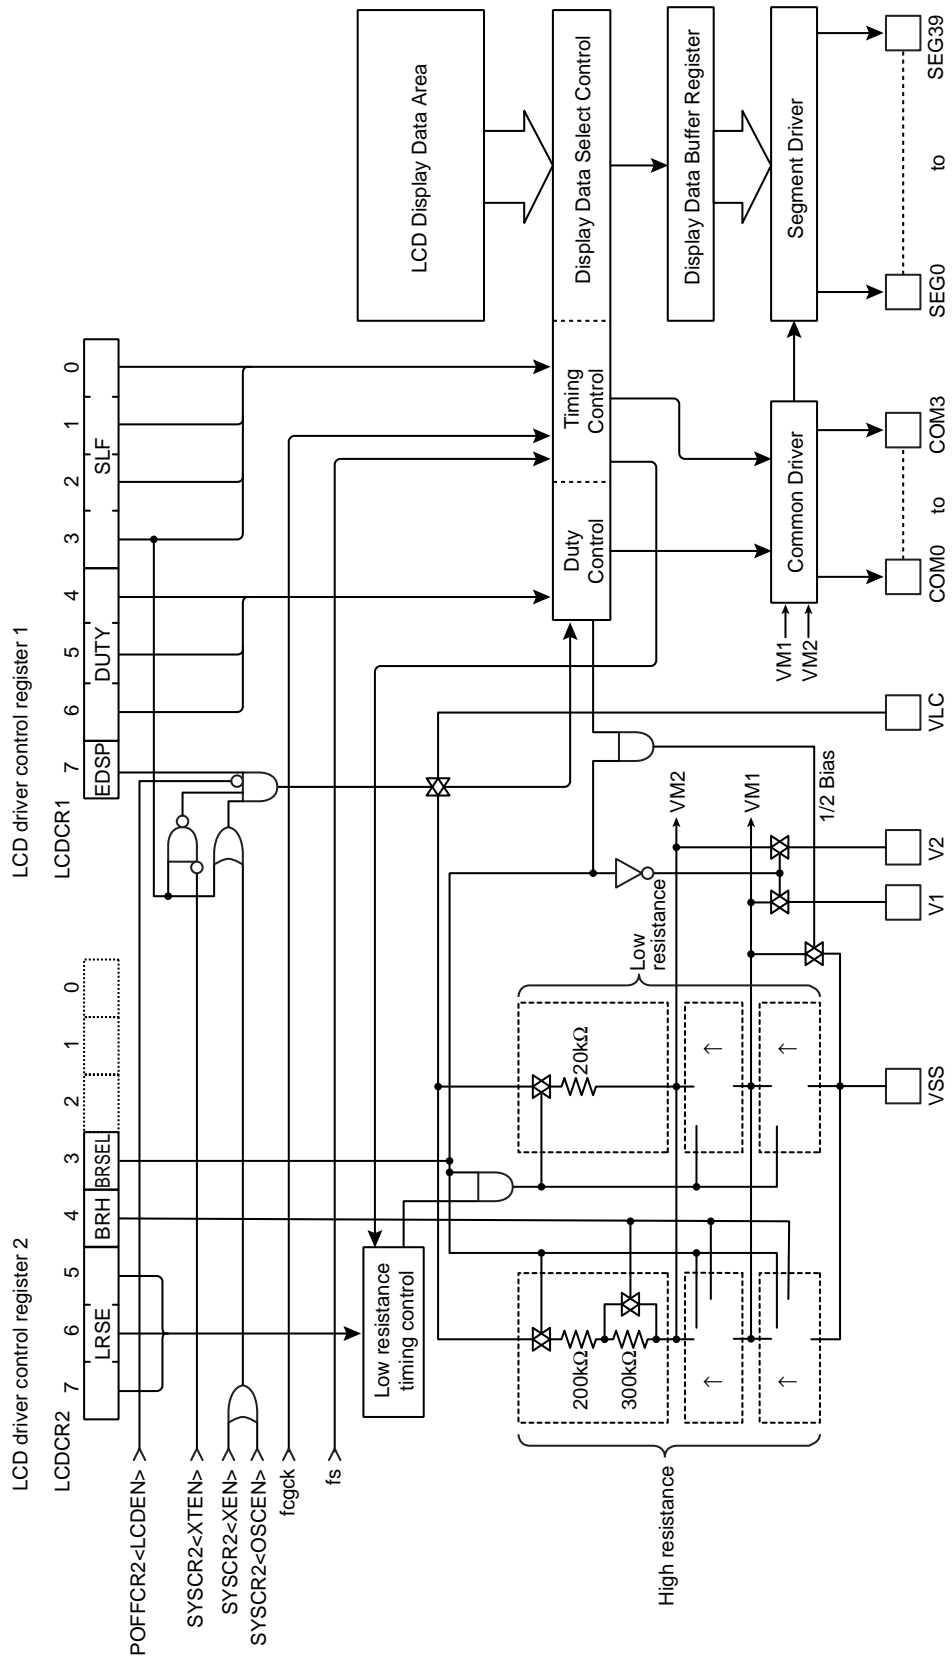 LCD driver control register 2
LCD driver control register 1
LCDCR2
7 6 5 4 3 2 1 0
LRSE
BRH
BRSEL
LCDCR1
7 6 5 4 3 2 1 0
EDSP
DUTY
SLF
POFFCR2<LCDEN>
SYSCR2<XTEN>
SYSCR2<XEN>
SYSCR2<OSCEN>
fcgck
fs
Low resistance
timing control
LCD Display Data Area
Duty
Control
Timing
Control
Display Data Select Control
Display Data Buffer Register
Segment Driver
Common Driver
VM1
VM2
High resistance
200kΩ
300kΩ
↑
↑
Low
resistance
20kΩ
↑
↑
VM2
VM1
1/2 Bias
VSS
V1
V2
VLC
COM0
to
COM3
SEG0
to
SEG39